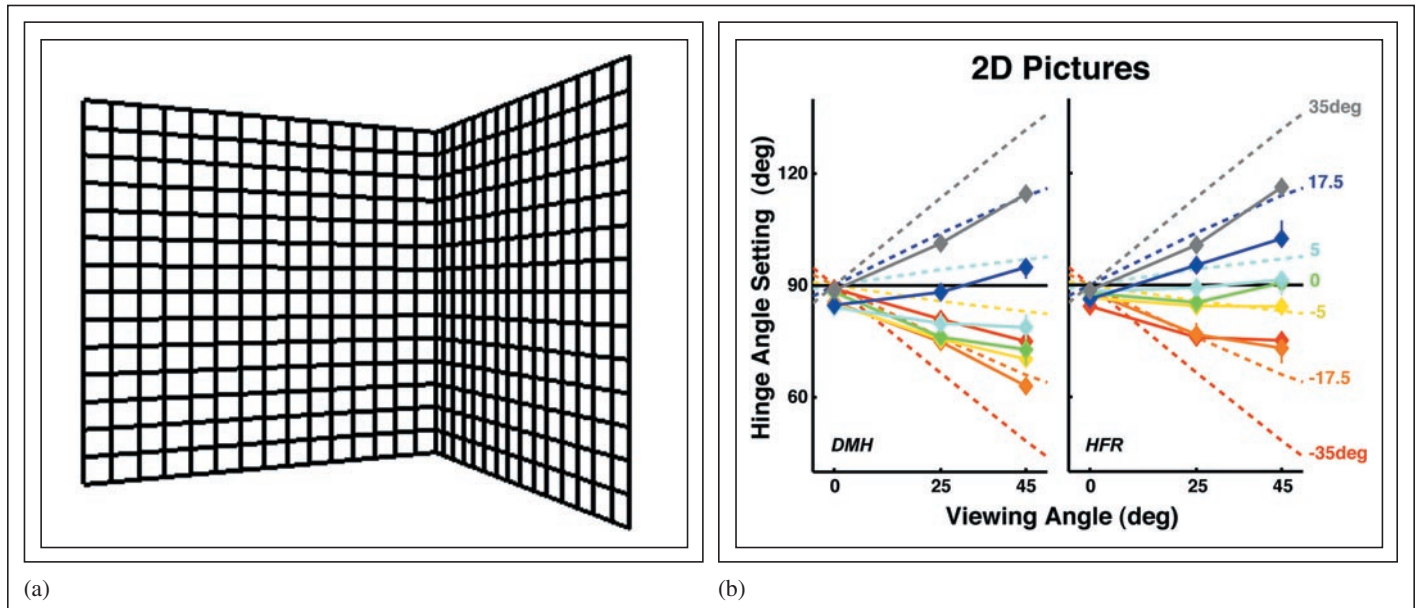 2D Pictures
Hinge Angle Setting (deg)
120
90
60
DMH
HFR
35deg
17.5
5
0
-5
-17.5
-35deg
0 25 45 0 25 45
Viewing Angle (deg)
(a) (b)